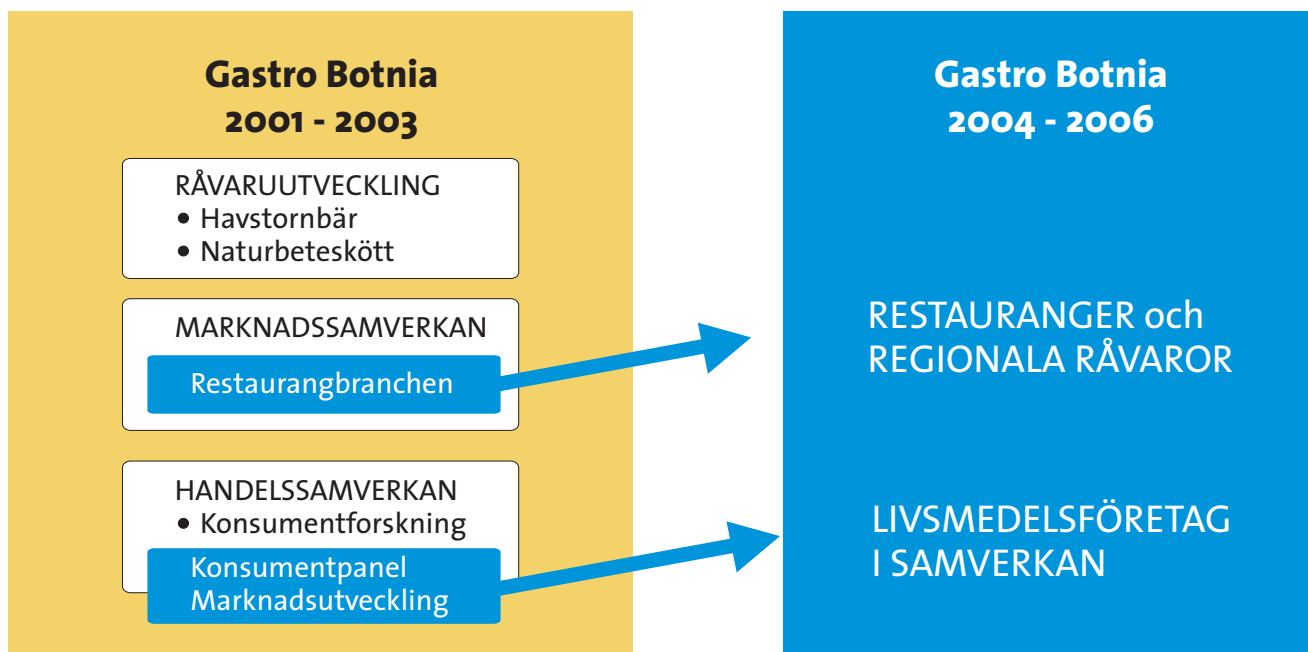 Gastro Botnia
2001 - 2003
RÅVARUUTVECKLING
• Havstornbär
• Naturbeteskött
MARKNADSSAMVERKAN
Restaurangbranchen
HANDELSSAMVERKAN
• Konsumentforskning
Konsumentpanel
Marknadsutveckling
Gastro Botnia
2004 - 2006
RESTAURANGER och
REGIONALA RÅVAROR
LIVSMEDELSFÖRETAG
I SAMVERKAN